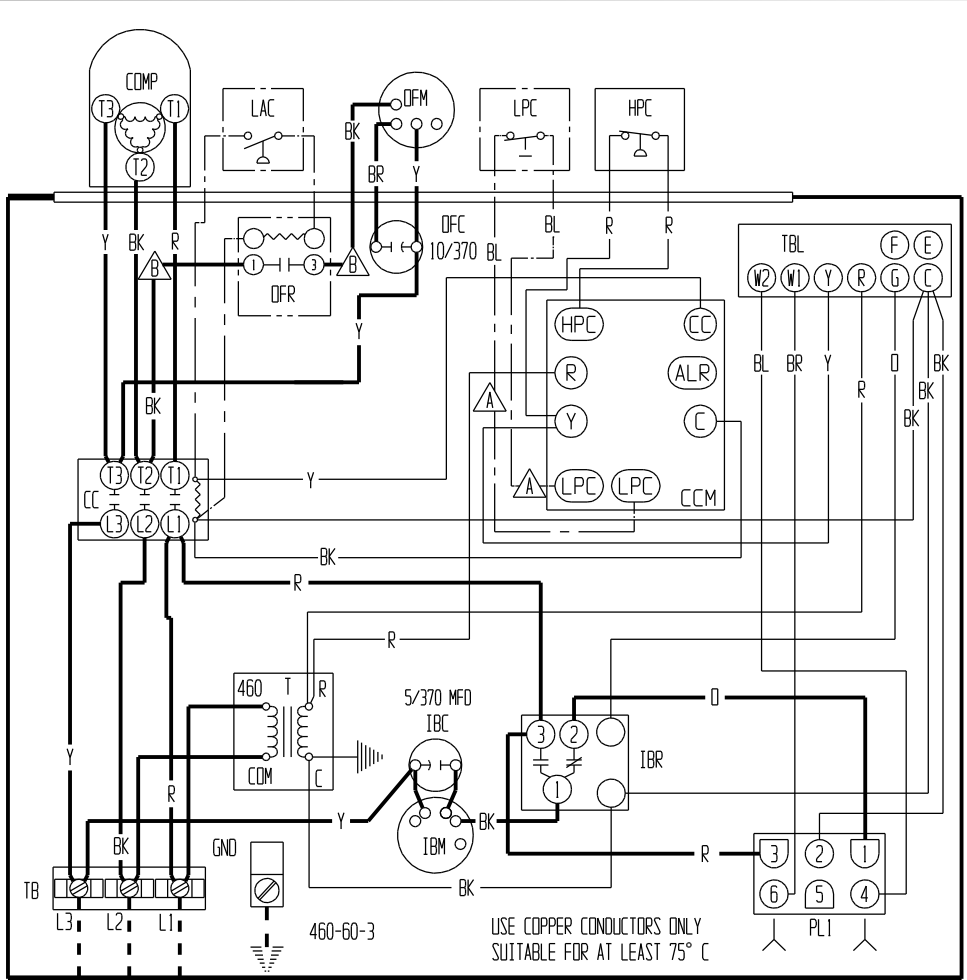 COMP
T3
T1
T2
LAC
OFM
LPC
HPC
BK
BR
Y
OFC
10/370
BL
BL
R
R
TBL
F
E
W2
W1
Y
R
G
C
Y
BK
R
B
1
3
B
OFR
HPC
CC
Y
BL
BR
Y
O
BK
R
ALR
R
BK
A
BK
BK
Y
C
T3
T2
T1
Y
A
LPC
LPC
CCM
CC
L3
L2
L1
BK
R
R
460
T
R
5/370 MFD
IBC
O
Y
3
2
IBR
COM
C
1
R
Y
BK
BK
GND
IBM
R
3
2
1
BK
TB
6
5
4
L3
L2
L1
460-60-3
USE COPPER CONDUCTORS ONLY
PL1
SUITABLE FOR AT LEAST 75° C